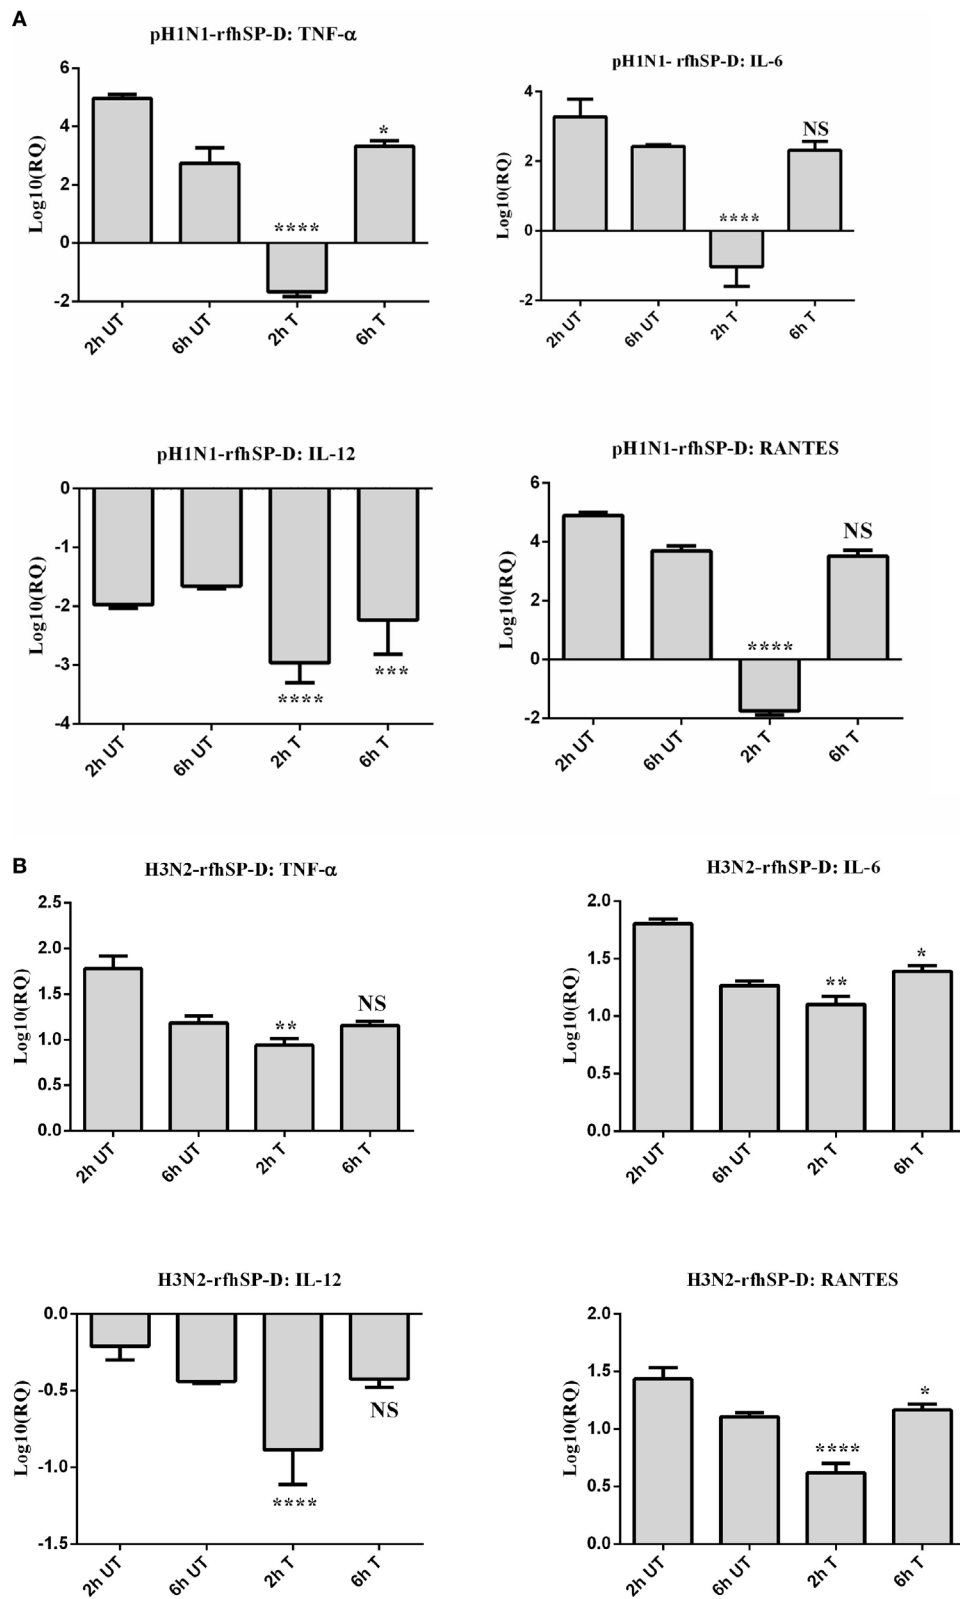 A
pH1N1-rfhSP-D: TNF-α
Log10(RQ)
6
4
2
0
-2
****
*
2h UT
6h UT
2h T
6h T
pH1N1- rfhSP-D: IL-6
Log10(RQ)
4
2
0
-2
****
NS
2h UT
6h UT
2h T
6h T
pH1N1-rfhSP-D: IL-12
Log10(RQ)
0
-1
-2
-3
-4
****
***
2h UT
6h UT
2h T
6h T
pH1N1-rfhSP-D: RANTES
Log10(RQ)
6
4
2
0
-2
****
NS
2h UT
6h UT
2h T
6h T
B
H3N2-rfhSP-D: TNF-α
Log10(RQ)
2.5
2.0
1.5
1.0
0.5
0.0
**
NS
2h UT
6h UT
2h T
6h T
H3N2-rfhSP-D: IL-6
Log10(RQ)
2.0
1.5
1.0
0.5
0.0
**
*
2h UT
6h UT
2h T
6h T
H3N2-rfhSP-D: IL-12
Log10(RQ)
0.0
-0.5
-1.0
-1.5
****
NS
2h UT
6h UT
2h T
6h T
H3N2-rfhSP-D: RANTES
Log10(RQ)
2.0
1.5
1.0
0.5
0.0
****
*
2h UT
6h UT
2h T
6h T